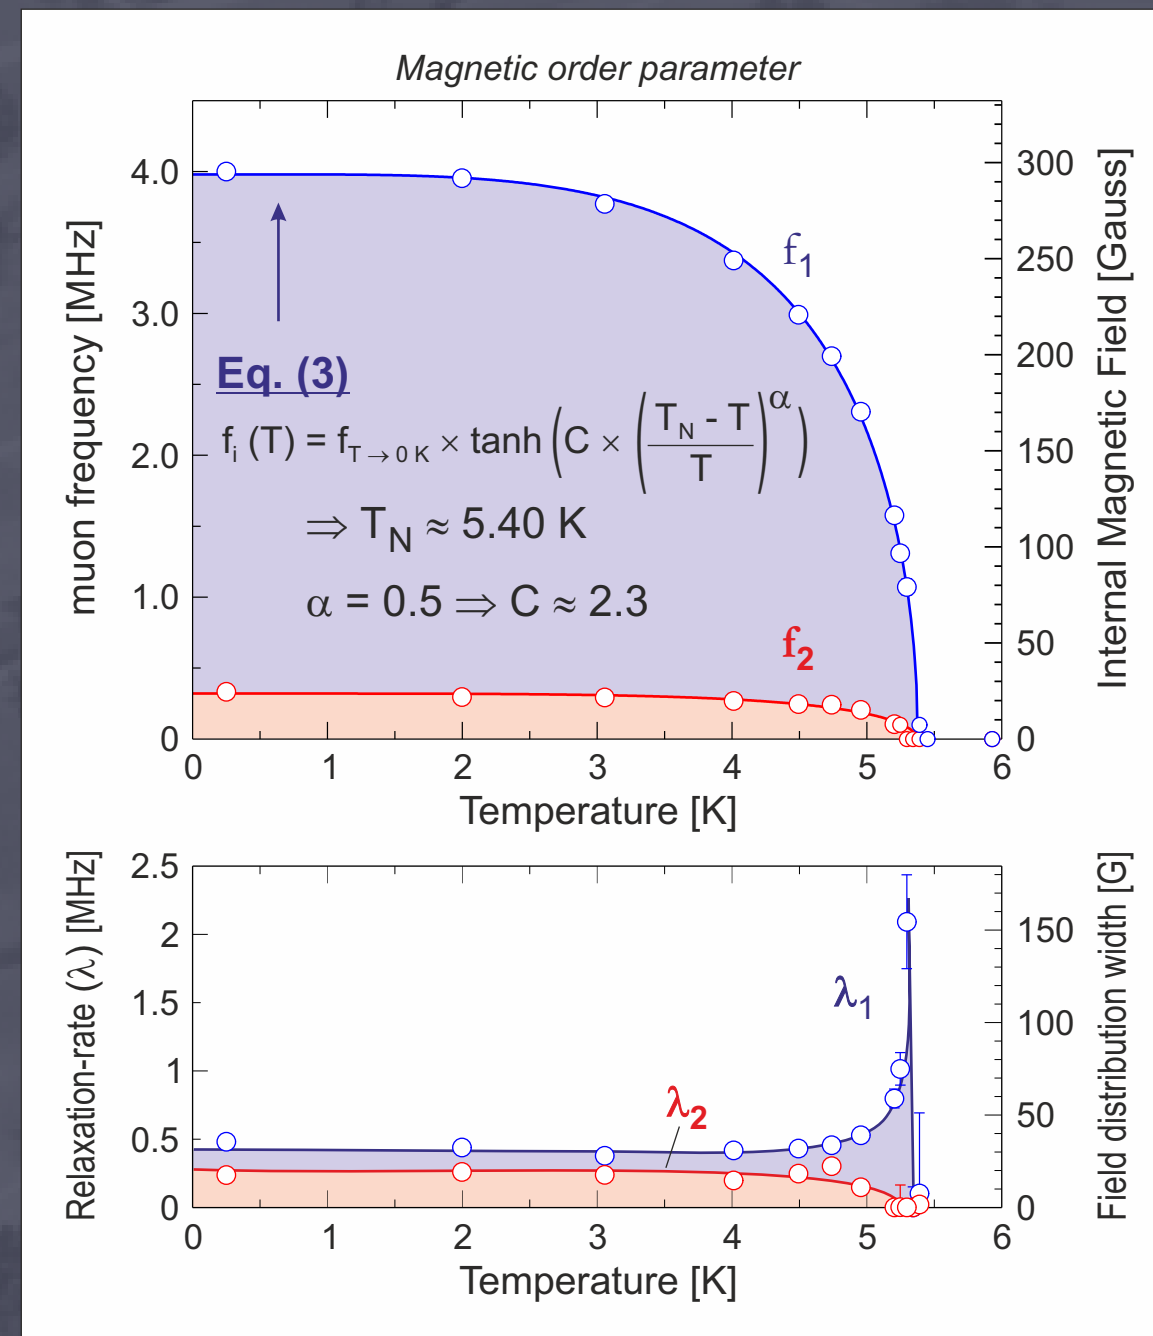 Magnetic order parameter
muon frequency [MHz]
4.0
3.0
2.0
1.0
0
300
250
200
150
100
50
0
Internal Magnetic Field [Gauss]
f1
Eq. (3)
fi (T) = fT → 0 K × tanh (C × ((TN - T) / T)^α)
⇒ TN ≈ 5.40 K
α = 0.5 ⇒ C ≈ 2.3
f2
0 1 2 3 4 5 6
Temperature [K]
Relaxation-rate (λ) [MHz]
2.5
2
1.5
1
0.5
0
150
100
50
0
Field distribution width [G]
λ1
λ2
0 1 2 3 4 5 6
Temperature [K]